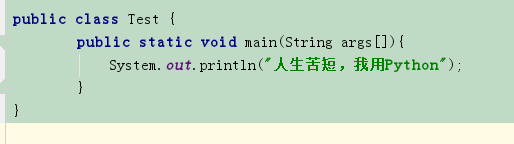 public class Test {
public static void main(String args[]){
System.out.println("人生苦短，我用Python");
}
}